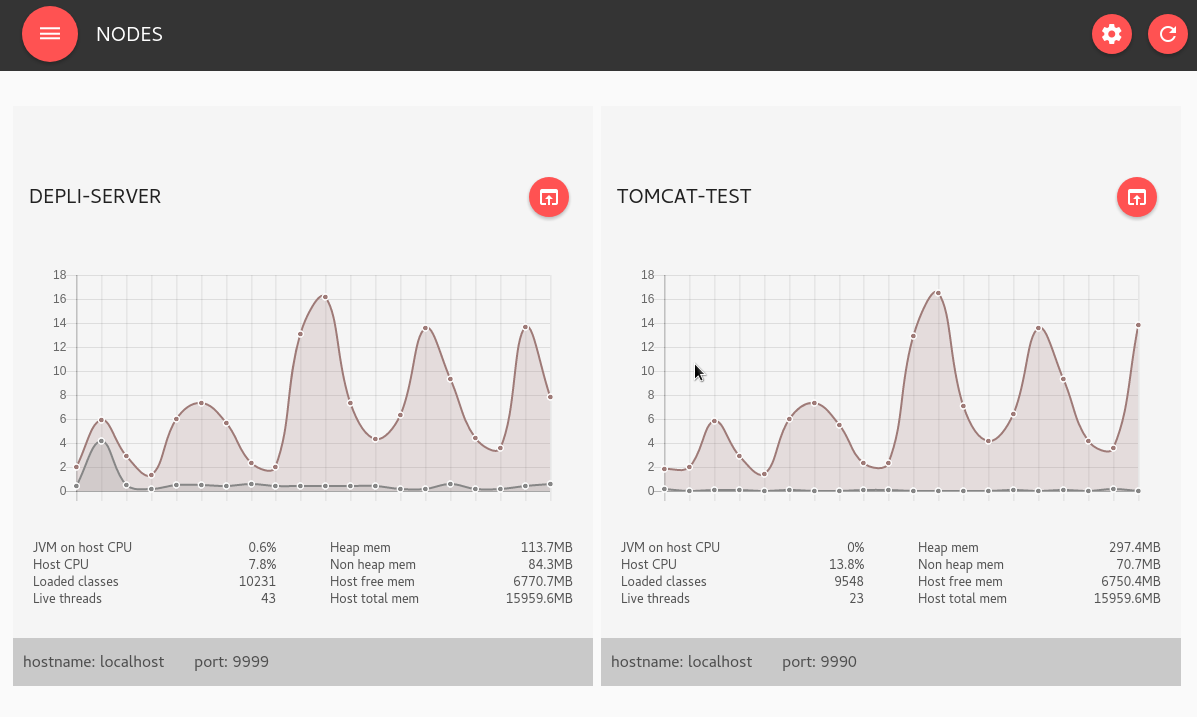 NODES
DEPLI-SERVER
18
16
14
12
10
8
6
4
2
0
JVM on host CPU 0.6% Heap mem 113.7MB
Host CPU 7.8% Non heap mem 84.3MB
Loaded classes 10231 Host free mem 6770.7MB
Live threads 43 Host total mem 15959.6MB
hostname: localhost port: 9999
TOMCAT-TEST
18
16
14
12
10
8
6
4
2
0
JVM on host CPU 0% Heap mem 297.4MB
Host CPU 13.8% Non heap mem 70.7MB
Loaded classes 9548 Host free mem 6750.4MB
Live threads 23 Host total mem 15959.6MB
hostname: localhost port: 9990